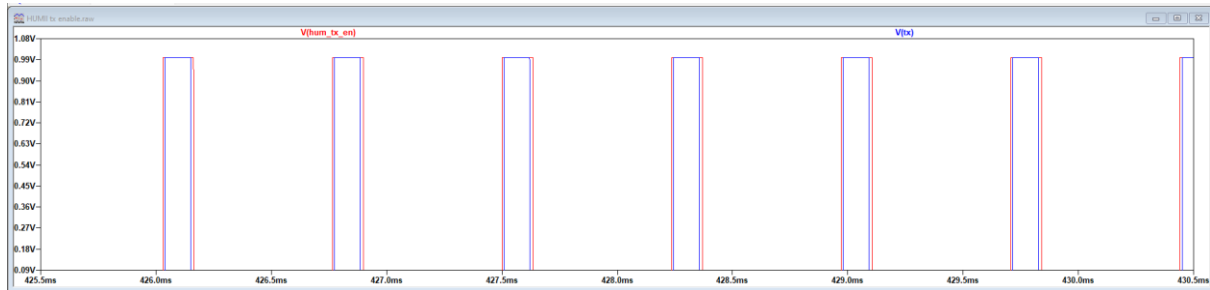 HUMII tx enable.raw
V(hum_tx_en)
V(tx)
1.08V
0.99V
0.90V
0.81V
0.72V
0.63V
0.54V
0.45V
0.36V
0.27V
0.18V
0.09V
425.5ms 426.0ms 426.5ms 427.0ms 427.5ms 428.0ms 428.5ms 429.0ms 429.5ms 430.0ms 430.5ms